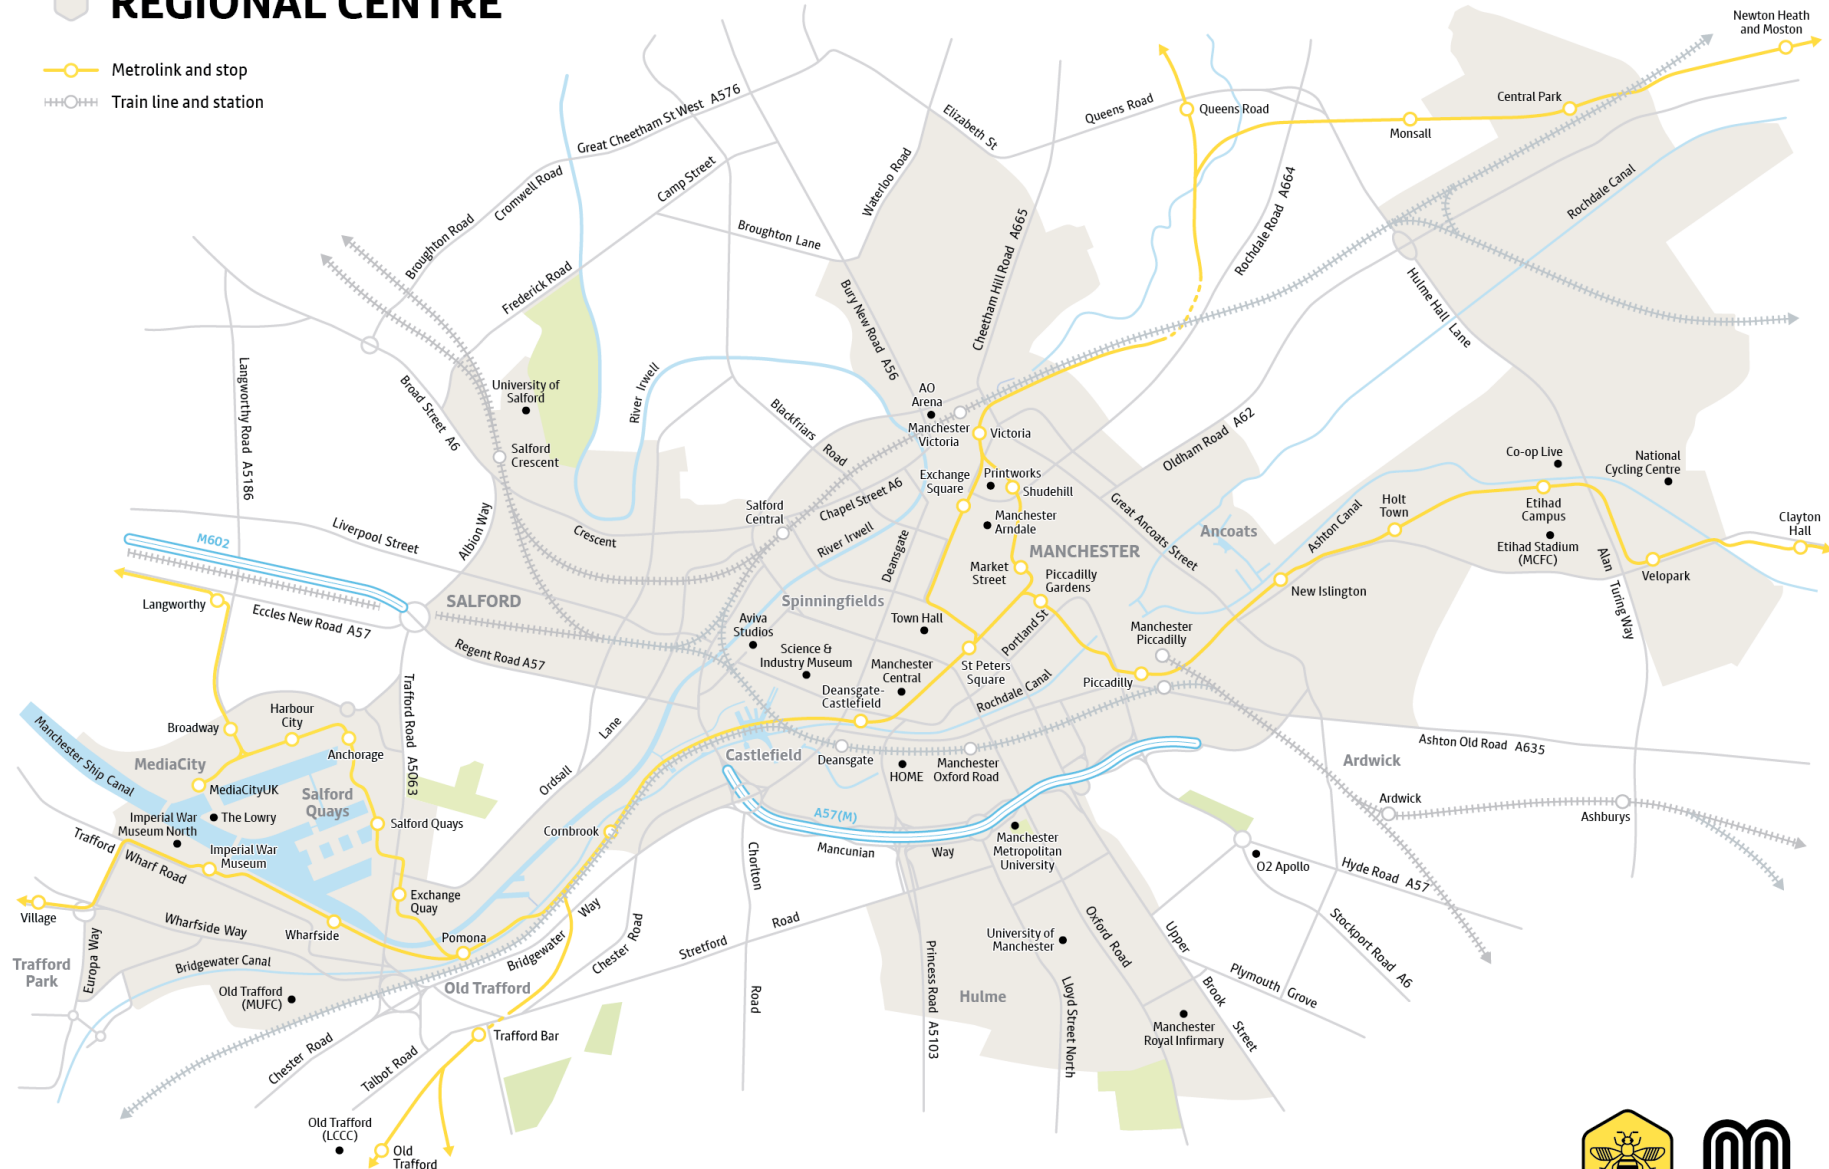 REGIONAL CENTRE
Metrolink and stop
Train line and station
Newton Heath
and Moston
Central Park
Monsall
Queens Road
Queens Road
Elizabeth St
Great Cheetham St West A576
Cromwell Road
Broughton Road
Camp Street
Waterloo Road
Broughton Lane
Frederick Road
Cheetham Hill Road A665
Rochdale Road A664
Rochdale Canal
Hulme Hall Lane
Bury New Road A56
Langworthy Road A5186
Broad Street A6
University of
Salford
River Irwell
Salford
Crescent
Blackfriars Road
AO
Arena
Manchester
Victoria
Victoria
Oldham Road A62
Exchange
Square
Printworks
Shudehill
Manchester
Arndale
Great Ancoats Street
Ancoats
Ashton Canal
Holt
Town
Co-op Live
National
Cycling Centre
Etihad
Campus
Etihad Stadium
(MCFC)
Clayton
Hall
Velopark
Alan Turing Way
New Islington
Salford
Central
Chapel Street A6
River Irwell
Deansgate
MANCHESTER
Market
Street
Piccadilly
Gardens
Crescent
Albion Way
Liverpool Street
M602
Langworthy
Eccles New Road A57
SALFORD
Regent Road A57
Spinningfields
Aviva
Studios
Town Hall
Portland St
Manchester
Piccadilly
Science &
Industry Museum
Manchester
Central
St Peters
Square
Piccadilly
Deansgate-
Castlefield
Rochdale Canal
Trafford Road A5063
Harbour
City
Broadway
Anchorage
Manchester Ship Canal
MediaCity
MediaCityUK
Salford
Quays
Imperial War
Museum North
The Lowry
Salford Quays
Imperial War
Museum
Trafford Wharf Road
Ordsall Lane
Cornbrook
Castlefield
Deansgate
HOME
Manchester
Oxford Road
A57(M)
Mancunian Way
Manchester
Metropolitan
University
Ashton Old Road A635
Ardwick
Ardwick
Ashburys
O2 Apollo
Hyde Road A57
Stockport Road A6
Village
Exchange
Quay
Wharfside
Wharfside Way
Pomona
Europa Way
Trafford
Park
Bridgewater Canal
Bridgewater Way
Chester Road
Chorlton Road
Stretford Road
Old Trafford
(MUFC)
Old Trafford
Princess Road A5103
University of
Manchester
Hulme
Oxford Road
Lloyd Street North
Upper Brook Street
Plymouth Grove
Manchester
Royal Infirmary
Trafford Bar
Chester Road
Talbot Road
Old Trafford
(LCCC)
Old
Trafford